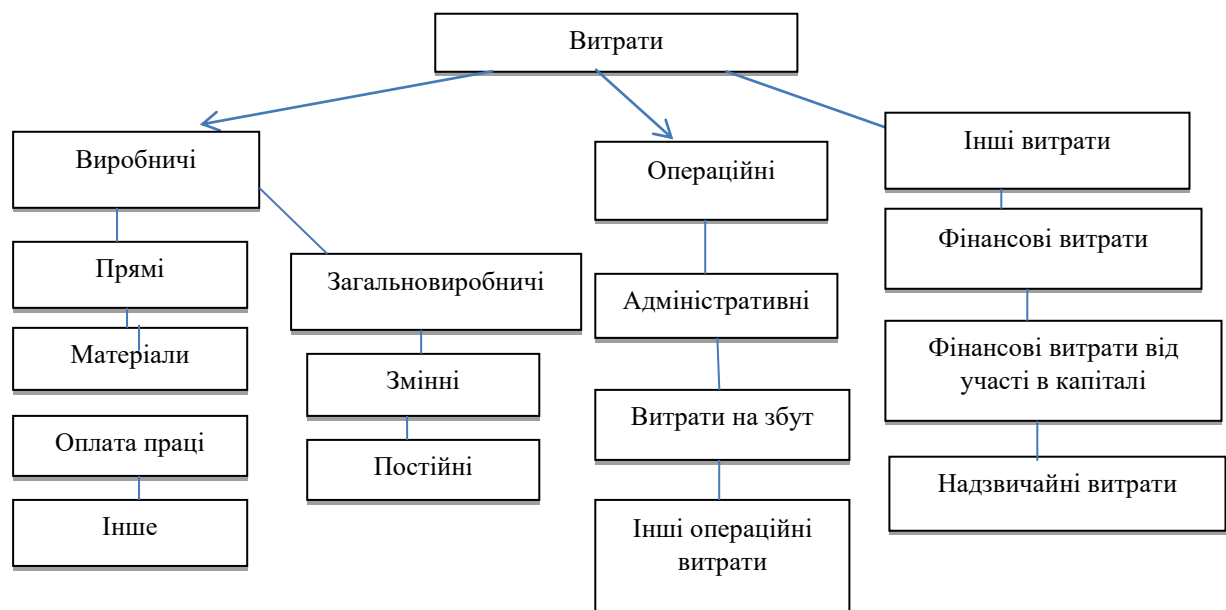 Витрати
Виробничі
Операційні
Інші витрати
Прямі
Загальновиробничі
Адміністративні
Фінансові витрати
Матеріали
Змінні
Витрати на збут
Фінансові витрати від
участі в капіталі
Оплата праці
Постійні
Інше
Інші операційні
витрати
Надзвичайні витрати